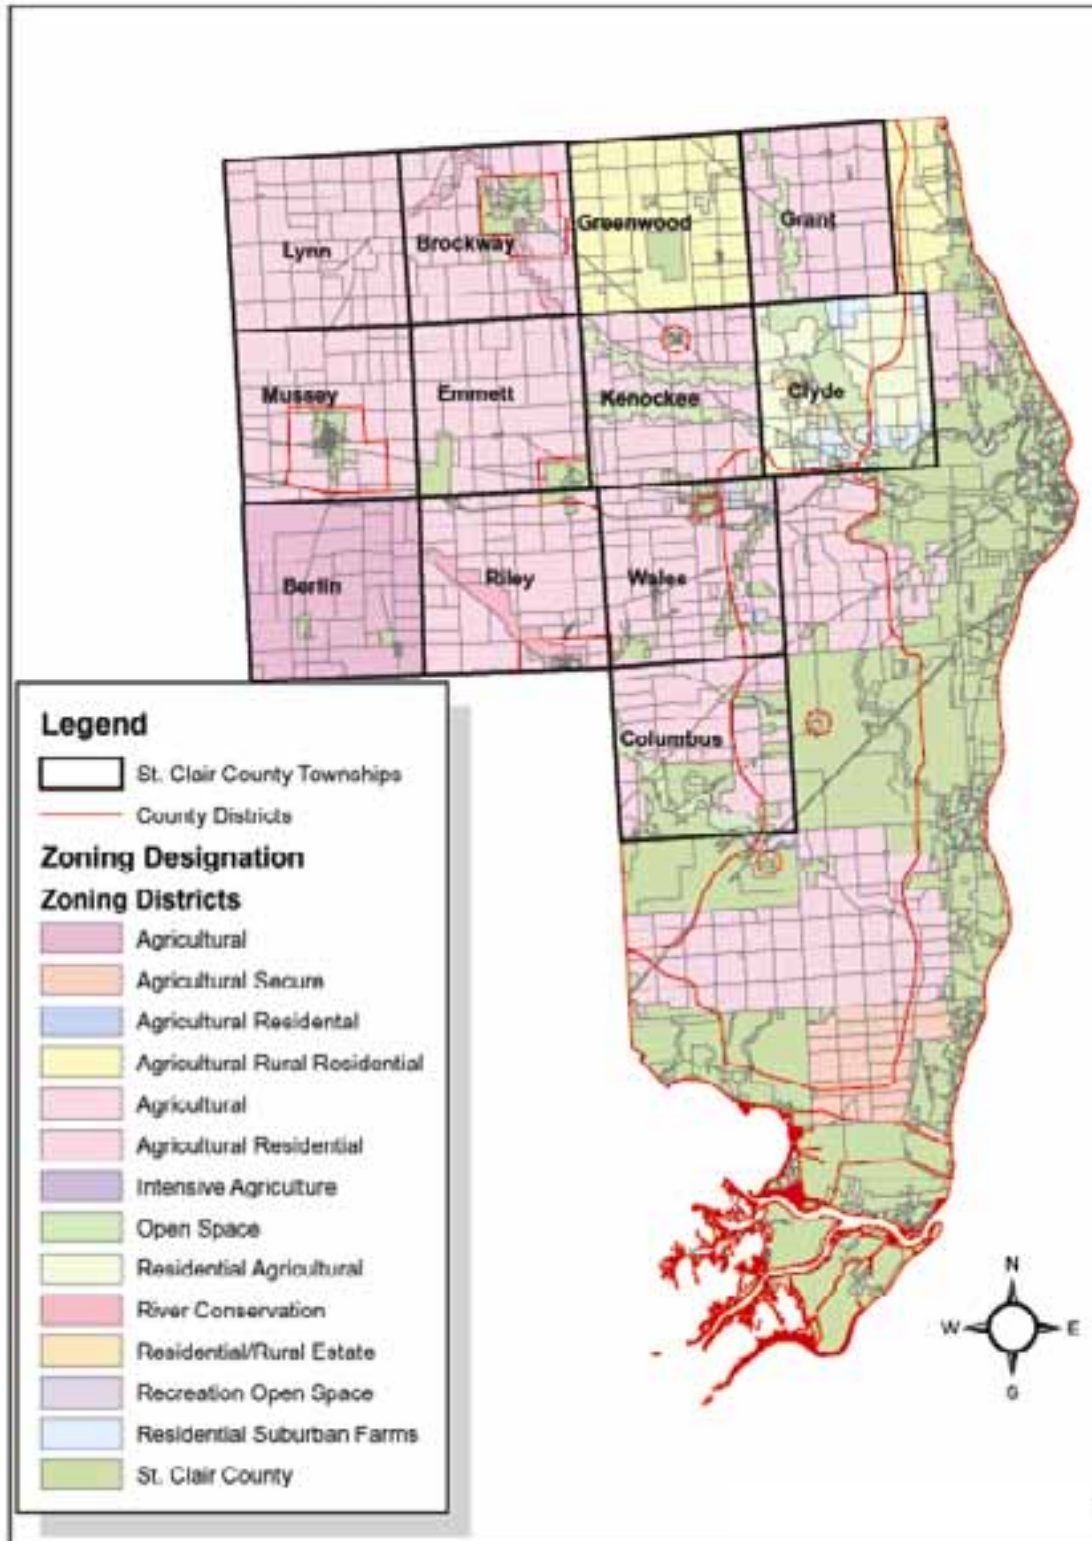 Lynn
Brockway
Greenwood
Grant
Mussey
Emmett
Kenockee
Clyde
Berlin
Riley
Wales
Columbus
Legend
St. Clair County Townships
County Districts
Zoning Designation
Zoning Districts
Agricultural
Agricultural Secure
Agricultural Residental
Agricultural Rural Residential
Agricultural
Agricultural Residential
Intensive Agriculture
Open Space
Residential Agricultural
River Conservation
Residential/Rural Estate
Recreation Open Space
Residential Suburban Farms
St. Clair County
N
W E
S